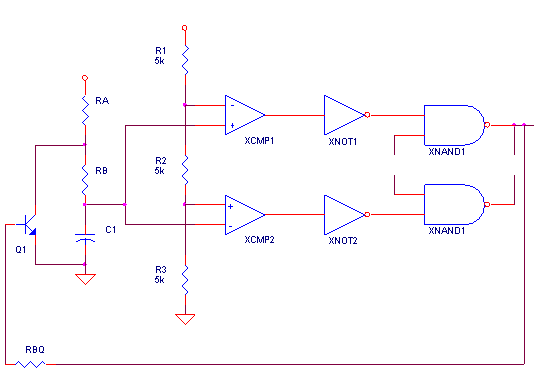 R1
5k
RA
-
+
XCMP1
XNOT1
XNAND1
R2
5k
RB
+
-
C1
XCMP2
XNOT2
XNAND1
Q1
R3
5k
RBQ